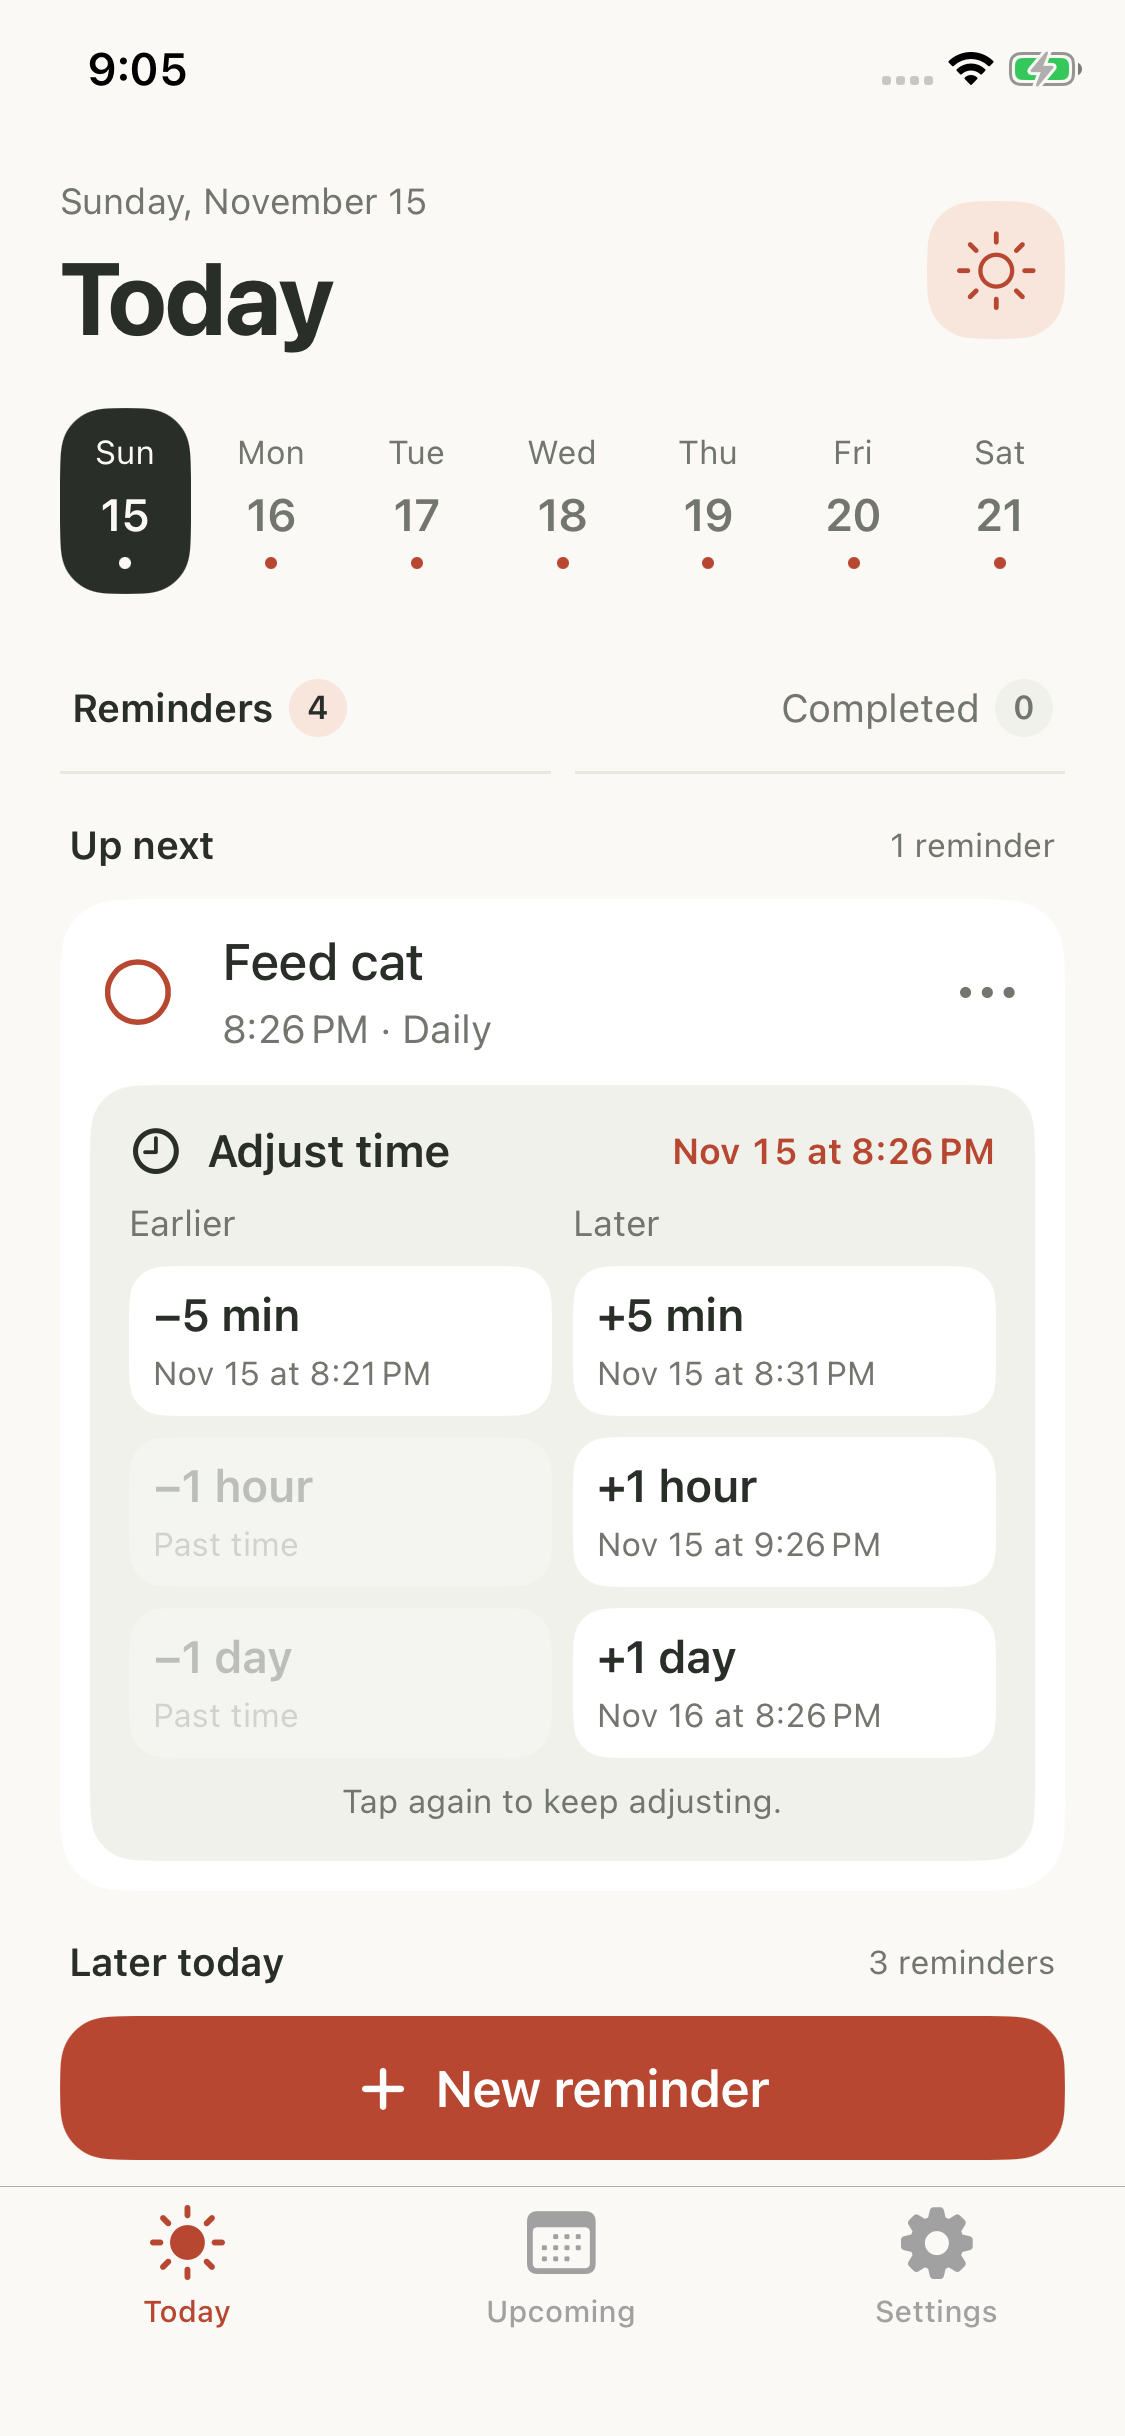 9:05
Sunday, November 15
Today
Sun Mon Tue Wed Thu Fri Sat
15 16 17 18 19 20 21
Reminders 4 Completed 0
Up next 1 reminder
Feed cat
8:26 PM · Daily
Adjust time Nov 15 at 8:26 PM
Earlier Later
–5 min +5 min
Nov 15 at 8:21 PM Nov 15 at 8:31 PM
–1 hour +1 hour
Past time Nov 15 at 9:26 PM
–1 day +1 day
Past time Nov 16 at 8:26 PM
Tap again to keep adjusting.
Later today 3 reminders
+ New reminder
Today Upcoming Settings